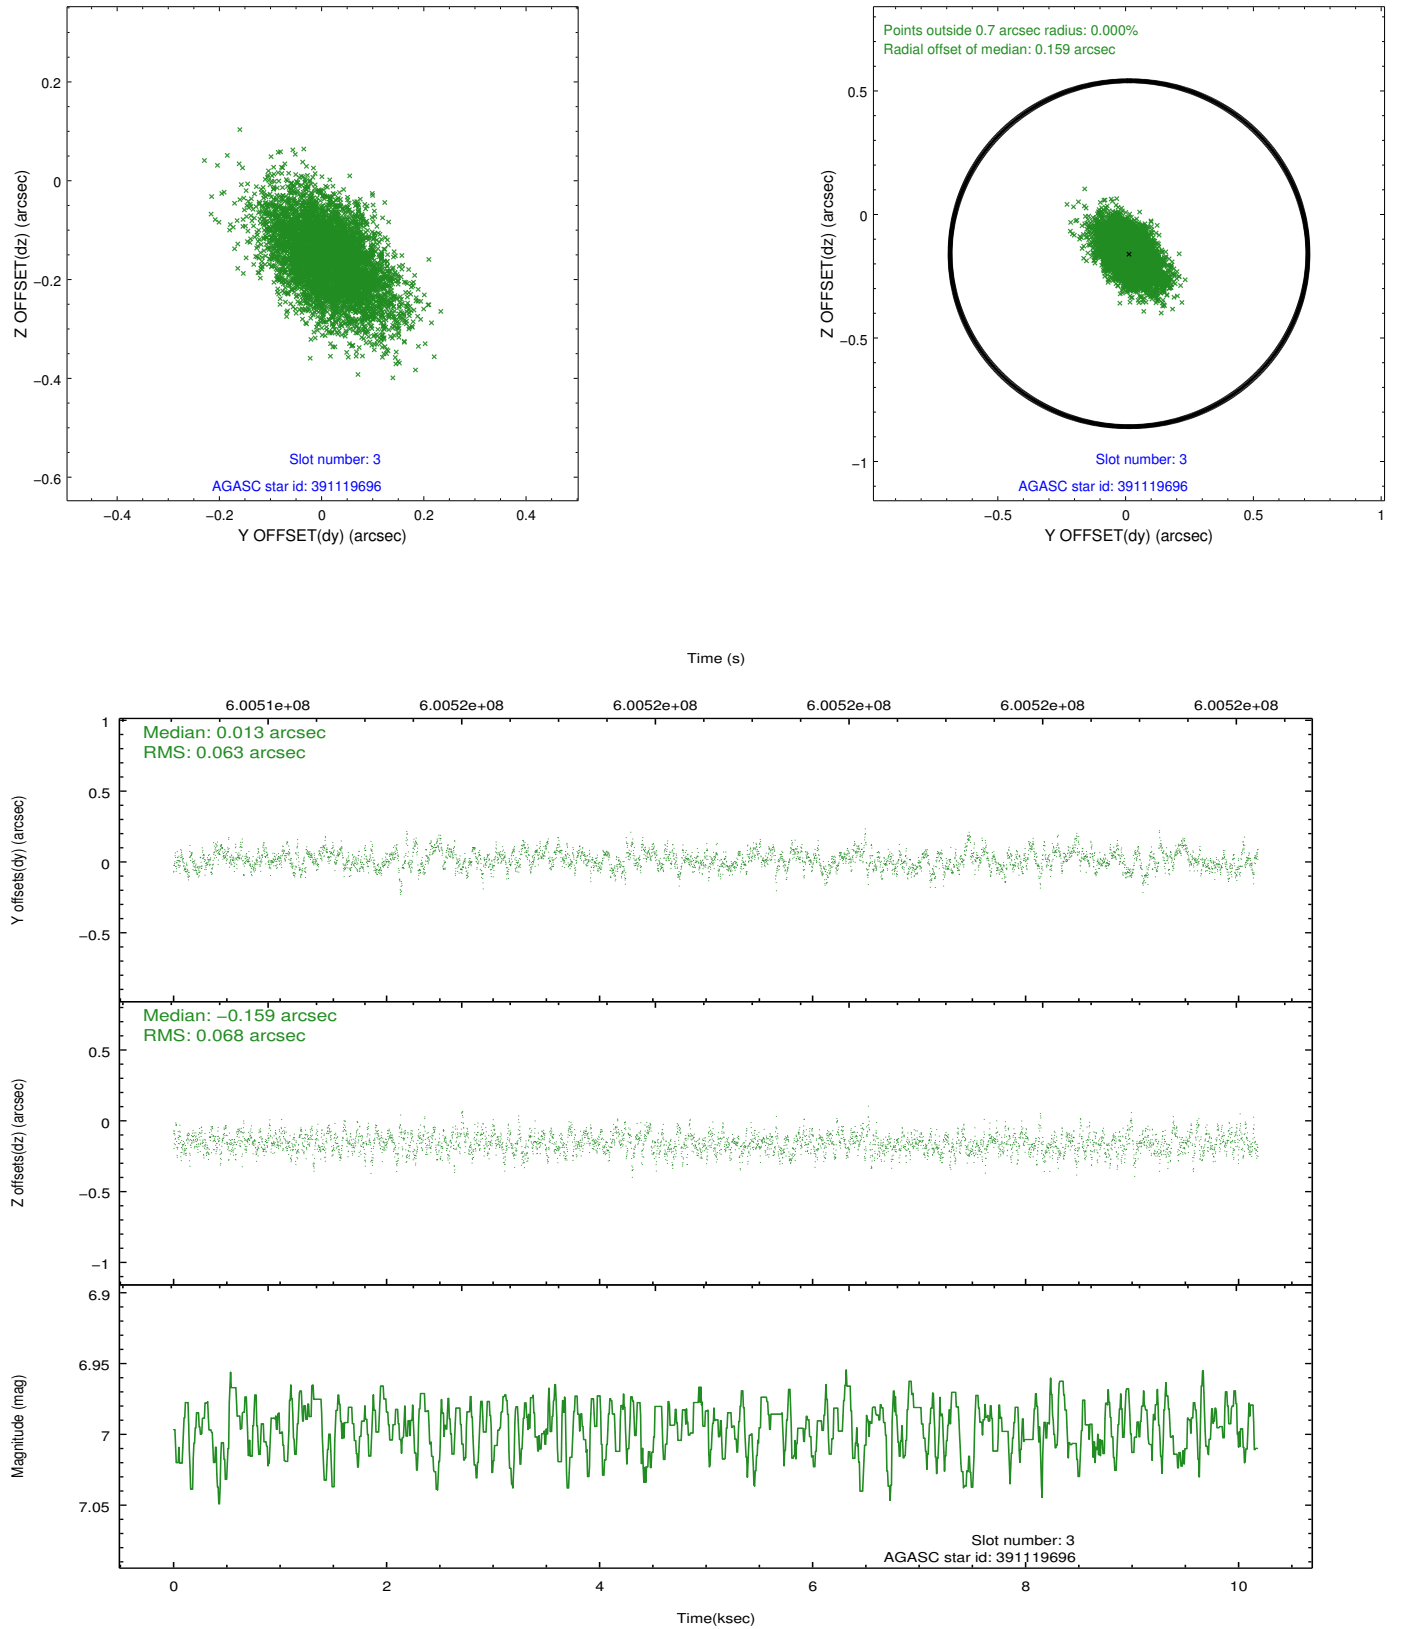 0.2
0
−0.2
−0.4
−0.6
Z OFFSET(dz) (arcsec)
Slot number: 3
AGASC star id: 391119696
−0.4 −0.2 0 0.2 0.4
Y OFFSET(dy) (arcsec)
Points outside 0.7 arcsec radius: 0.000%
Radial offset of median: 0.159 arcsec
0.5
0
−0.5
−1
Z OFFSET(dz) (arcsec)
Slot number: 3
AGASC star id: 391119696
−0.5 0 0.5 1
Y OFFSET(dy) (arcsec)
Time (s)
6.0051e+08 6.0052e+08 6.0052e+08 6.0052e+08 6.0052e+08 6.0052e+08
Median: 0.013 arcsec
RMS: 0.063 arcsec
1
0.5
0
−0.5
Y offsets(dy) (arcsec)
Median: −0.159 arcsec
RMS: 0.068 arcsec
0.5
0
−0.5
−1
Z offsets(dz) (arcsec)
6.9
6.95
7
7.05
Magnitude (mag)
Slot number: 3
AGASC star id: 391119696
0 2 4 6 8 10
Time(ksec)